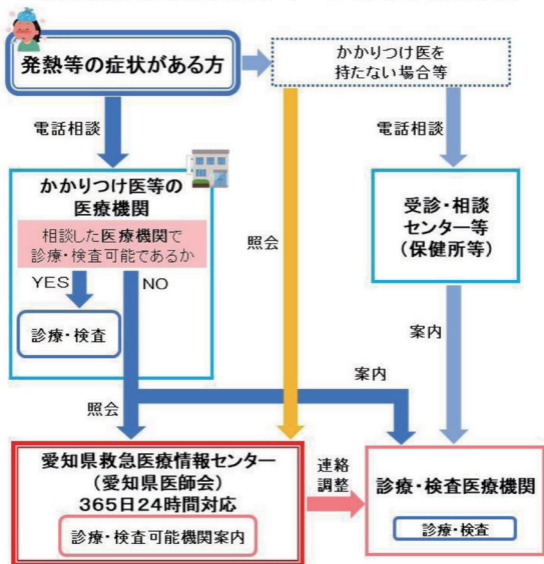 発熱等の症状がある方
かかりつけ医を
持たない場合等
電話相談
電話相談
かかりつけ医等の
医療機関
相談した医療機関で
診療・検査可能であるか
YES
NO
診療・検査
照会
受診・相談
センター等
(保健所等)
案内
案内
照会
愛知県救急医療情報センター
(愛知県医師会)
365日24時間対応
診療・検査可能機関案内
連絡
調整
診療・検査医療機関
診療・検査